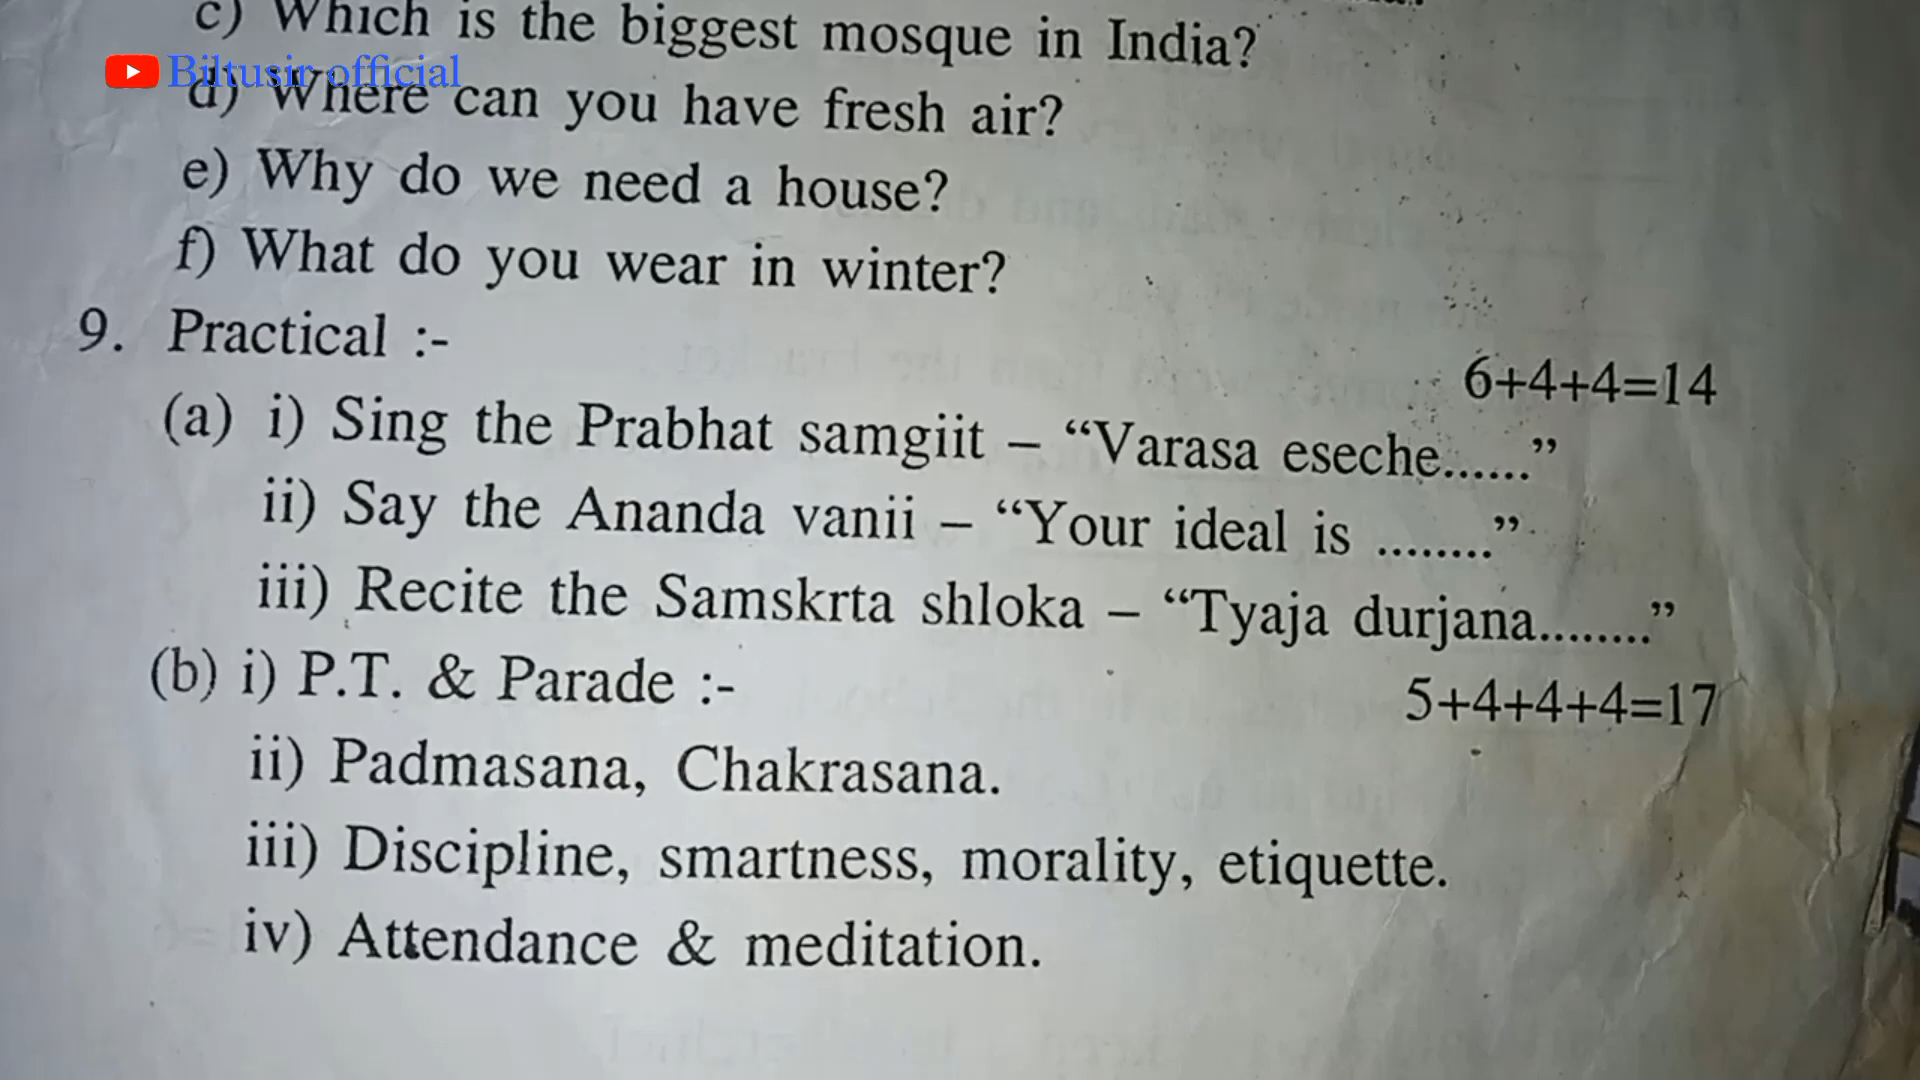 c) Which is the biggest mosque in India?
Biltusir official
d) Where can you have fresh air?
e) Why do we need a house?
f) What do you wear in winter?
9. Practical :-
6+4+4=14
(a) i) Sing the Prabhat samgiit – “Varasa eseche......”
ii) Say the Ananda vanii – “Your ideal is ........”
iii) Recite the Samskrta shloka – “Tyaja durjana........”
(b) i) P.T. & Parade :- 5+4+4+4=17
ii) Padmasana, Chakrasana.
iii) Discipline, smartness, morality, etiquette.
iv) Attendance & meditation.